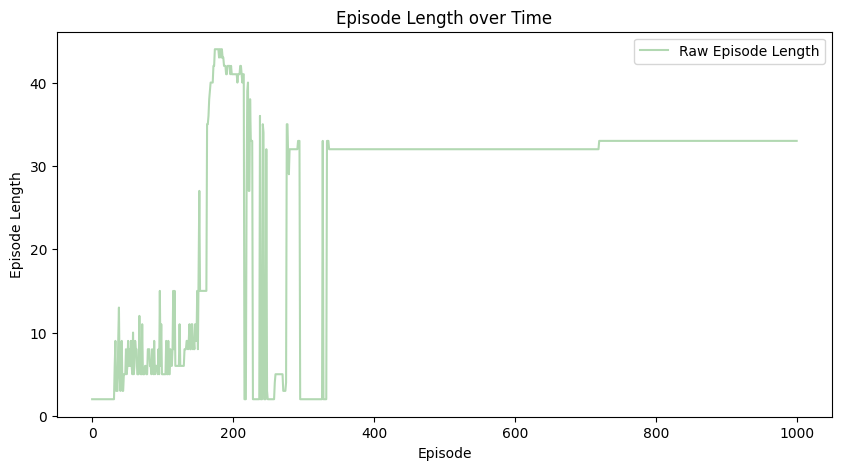 Episode Length over Time
Raw Episode Length
Episode Length
40
30
20
10
0
0 200 400 600 800 1000
Episode